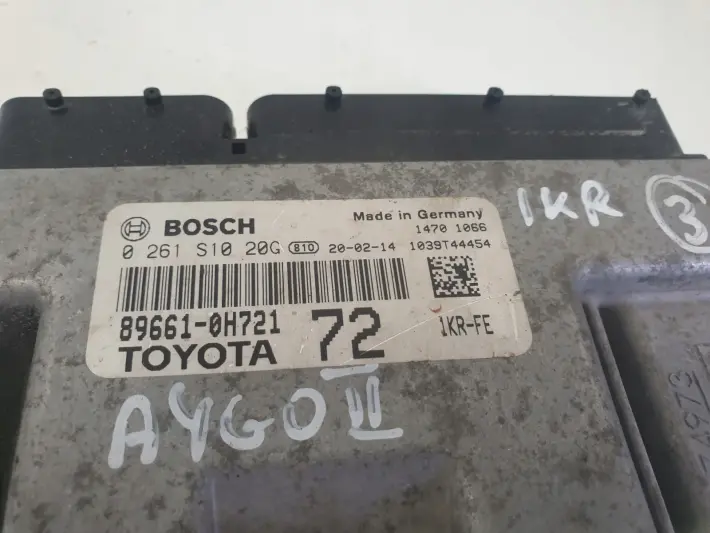 BOSCH
Made in Germany
1470 1066
0 261 S10 20G 810 20-02-14 1039T44454
89661-0H721
TOYOTA 72 1KR-FE
1KR 3
AYGO II